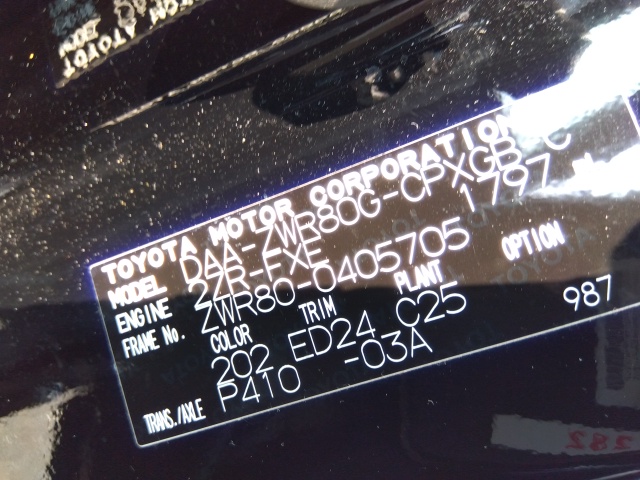 TOYOTA MOTOR CORPORATION
MODEL DAA-ZWR80G-CPXGB C
ENGINE 2ZR-FXE 1797
FRAME No. ZWR80-0405705
COLOR TRIM PLANT OPTION
202 ED24 C25 987
TRANS./AXLE P410 -03A